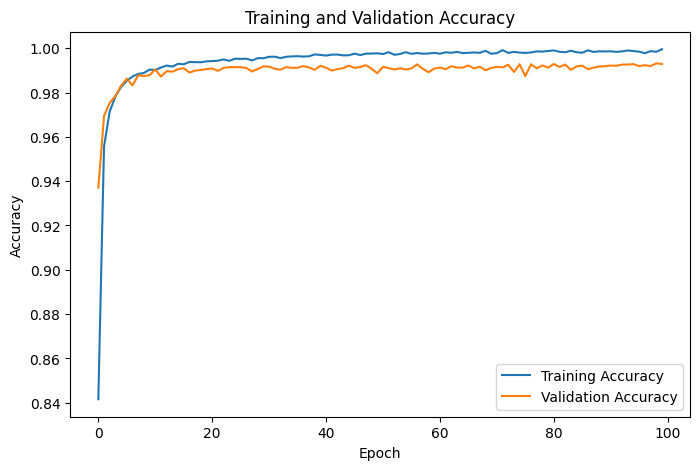 Training and Validation Accuracy
1.00
0.98
0.96
0.94
0.92
0.90
0.88
0.86
0.84
Accuracy
0 20 40 60 80 100
Epoch
Training Accuracy
Validation Accuracy